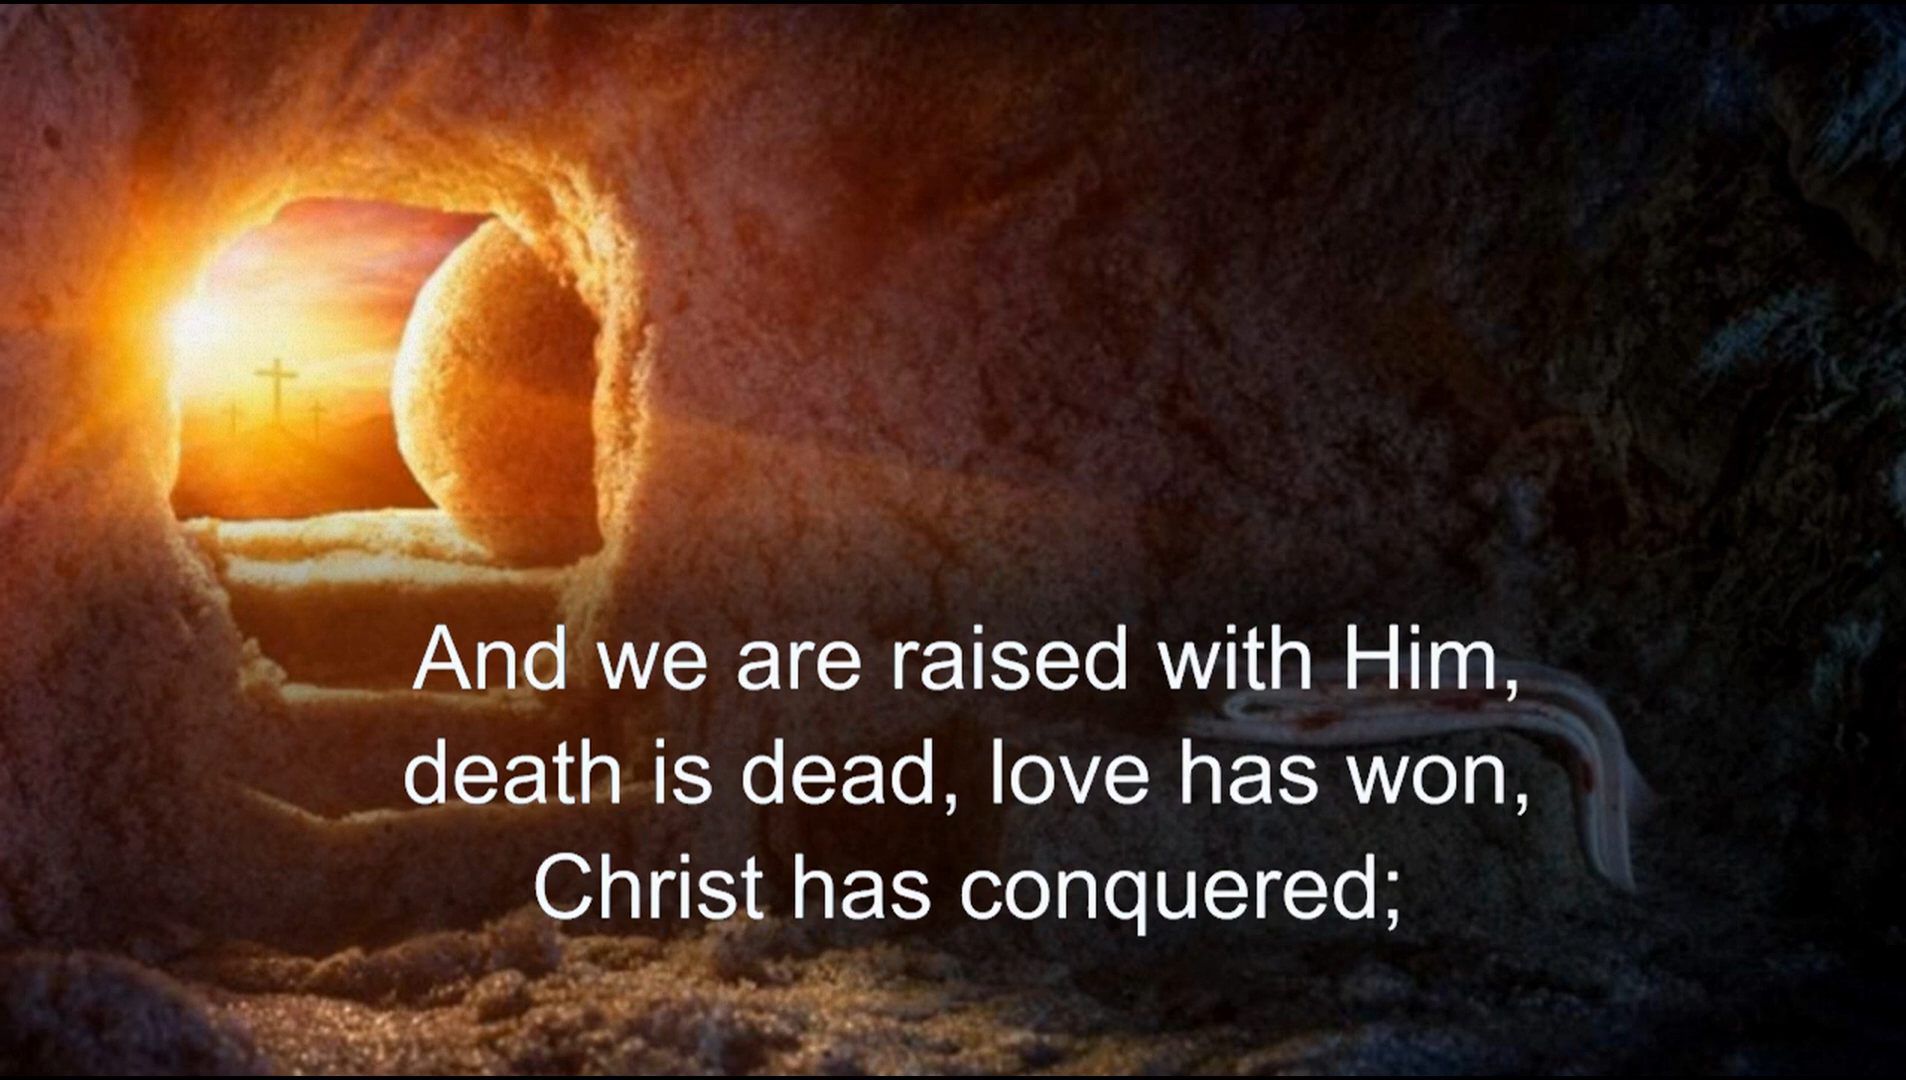 And we are raised with Him,
death is dead, love has won,
Christ has conquered;